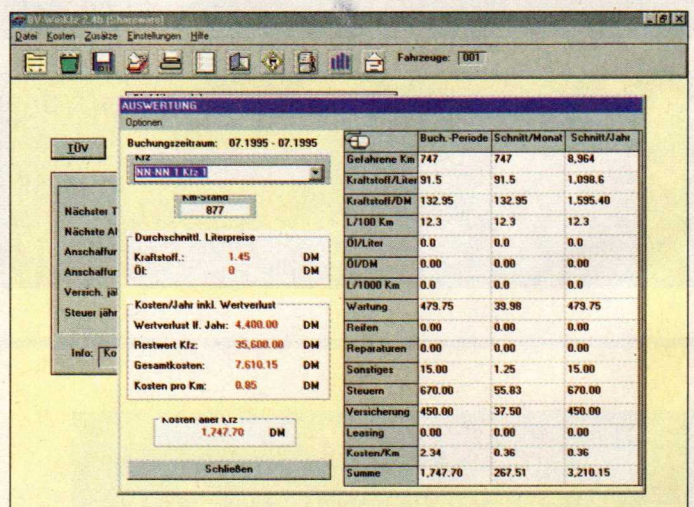 BV-WinKfz 2.4b (Shareware)
Datei Kosten Zusätze Einstellungen Hilfe
Fahrzeuge: 001
TÜV
Nächster T
Nächste A
Anschaffur
Anschaffur
Versich. jä
Steuer jähr
Info: Ko
AUSWERTUNG
Optionen
Buchungszeitraum: 07.1995 - 07.1995
Kfz
NN-NN 1 Kfz 1
Km-Stand
877
Durchschnittl. Literpreise
Kraftstoff.: 1.45 DM
Öl: 0 DM
Kosten/Jahr inkl. Wertverlust
Wertverlust lf. Jahr: 4,400.00 DM
Restwert Kfz: 35,600.00 DM
Gesamtkosten: 7,610.15 DM
Kosten pro Km: 0.85 DM
Kosten aller Kfz
1,747.70 DM
Schließen
Buch.-Periode Schnitt/Monat Schnitt/Jahr
Gefahrene Km 747 747 8,964
Kraftstoff/Liter 91.5 91.5 1,098.6
Kraftstoff/DM 132.95 132.95 1,595.40
L/100 Km 12.3 12.3 12.3
Öl/Liter 0.0 0.0 0.0
Öl/DM 0.00 0.00 0.00
L/1000 Km 0.0 0.0 0.0
Wartung 479.75 39.98 479.75
Reifen 0.00 0.00 0.00
Reparaturen 0.00 0.00 0.00
Sonstiges 15.00 1.25 15.00
Steuern 670.00 55.83 670.00
Versicherung 450.00 37.50 450.00
Leasing 0.00 0.00 0.00
Kosten/Km 2.34 0.36 0.36
Summe 1,747.70 267.51 3,210.15